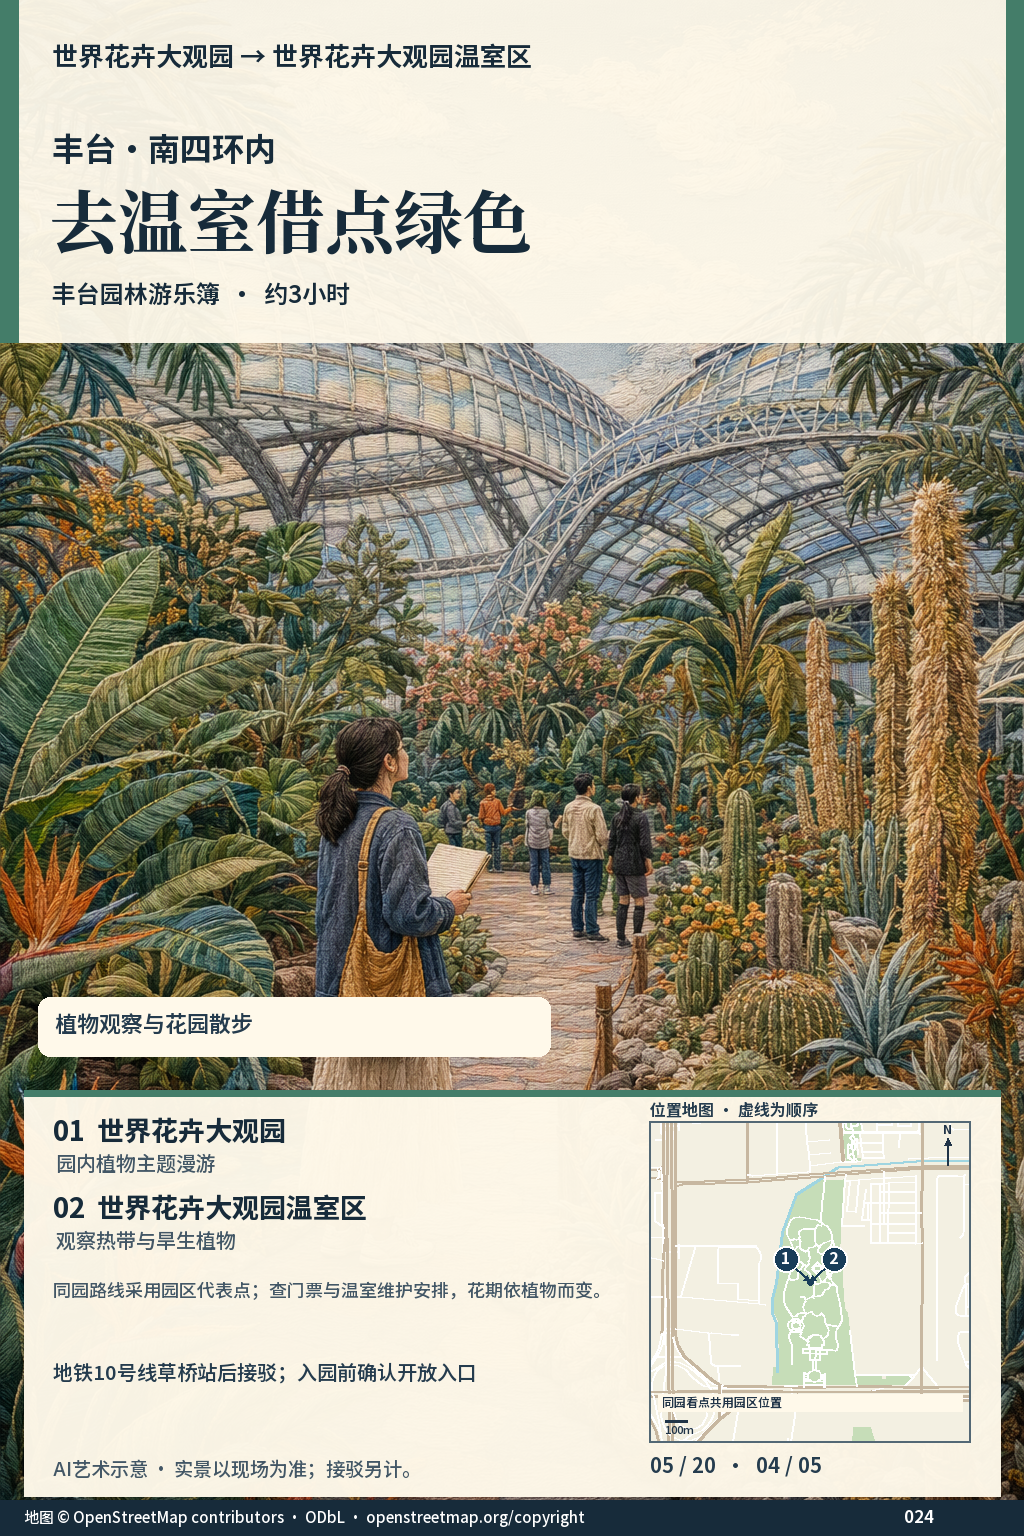 世界花卉大观园 → 世界花卉大观园温室区
丰台·南四环内
去温室借点绿色
丰台园林游乐簿 · 约3小时
植物观察与花园散步
01 世界花卉大观园
园内植物主题漫游
02 世界花卉大观园温室区
观察热带与旱生植物
同园路线采用园区代表点；查门票与温室维护安排，花期依植物而变。
地铁10号线草桥站后接驳；入园前确认开放入口
AI艺术示意 · 实景以现场为准；接驳另计。
位置地图 · 虚线为顺序
N
1
2
同园看点共用园区位置
100m
05 / 20 · 04 / 05
地图 © OpenStreetMap contributors · ODbL · openstreetmap.org/copyright
024